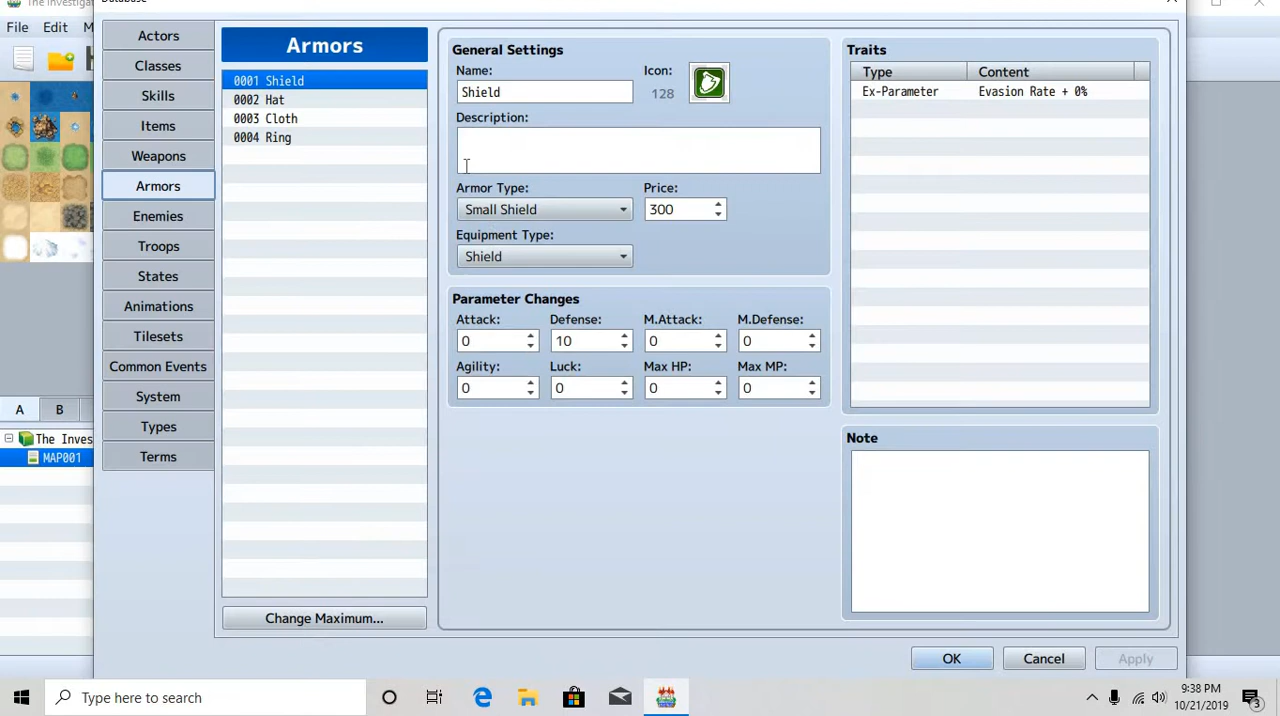 The Investigat
Database
File Edit M
Actors
Classes
Skills
Items
Weapons
Armors
Enemies
Troops
States
Animations
Tilesets
Common Events
System
Types
Terms
A B
The Inves
MAP001
Armors
0001 Shield
0002 Hat
0003 Cloth
0004 Ring
Change Maximum...
General Settings
Name: Icon:
Shield 128
Description:
Armor Type: Price:
Small Shield 300
Equipment Type:
Shield
Parameter Changes
Attack: Defense: M.Attack: M.Defense:
0 10 0 0
Agility: Luck: Max HP: Max MP:
0 0 0 0
Traits
Type Content
Ex-Parameter Evasion Rate + 0%
Note
OK Cancel Apply
Type here to search
9:38 PM
10/21/2019
3